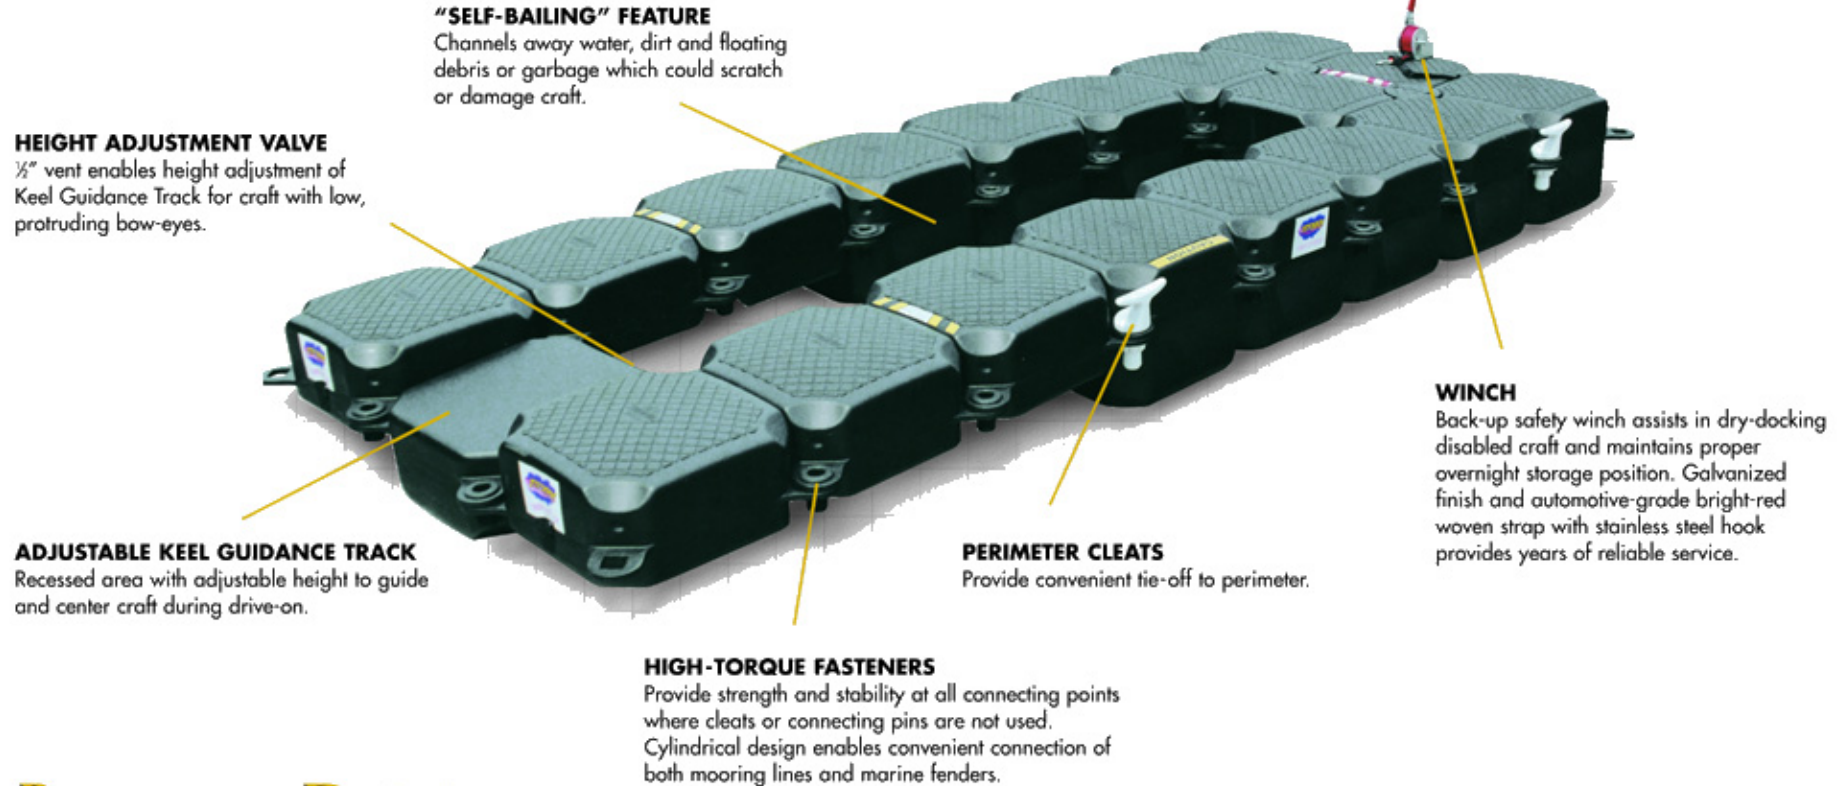 “SELF-BAILING” FEATURE
Channels away water, dirt and floating
debris or garbage which could scratch
or damage craft.
HEIGHT ADJUSTMENT VALVE
½” vent enables height adjustment of
Keel Guidance Track for craft with low,
protruding bow-eyes.
ADJUSTABLE KEEL GUIDANCE TRACK
Recessed area with adjustable height to guide
and center craft during drive-on.
HIGH-TORQUE FASTENERS
Provide strength and stability at all connecting points
where cleats or connecting pins are not used.
Cylindrical design enables convenient connection of
both mooring lines and marine fenders.
PERIMETER CLEATS
Provide convenient tie-off to perimeter.
WINCH
Back-up safety winch assists in dry-docking
disabled craft and maintains proper
overnight storage position. Galvanized
finish and automotive-grade bright-red
woven strap with stainless steel hook
provides years of reliable service.